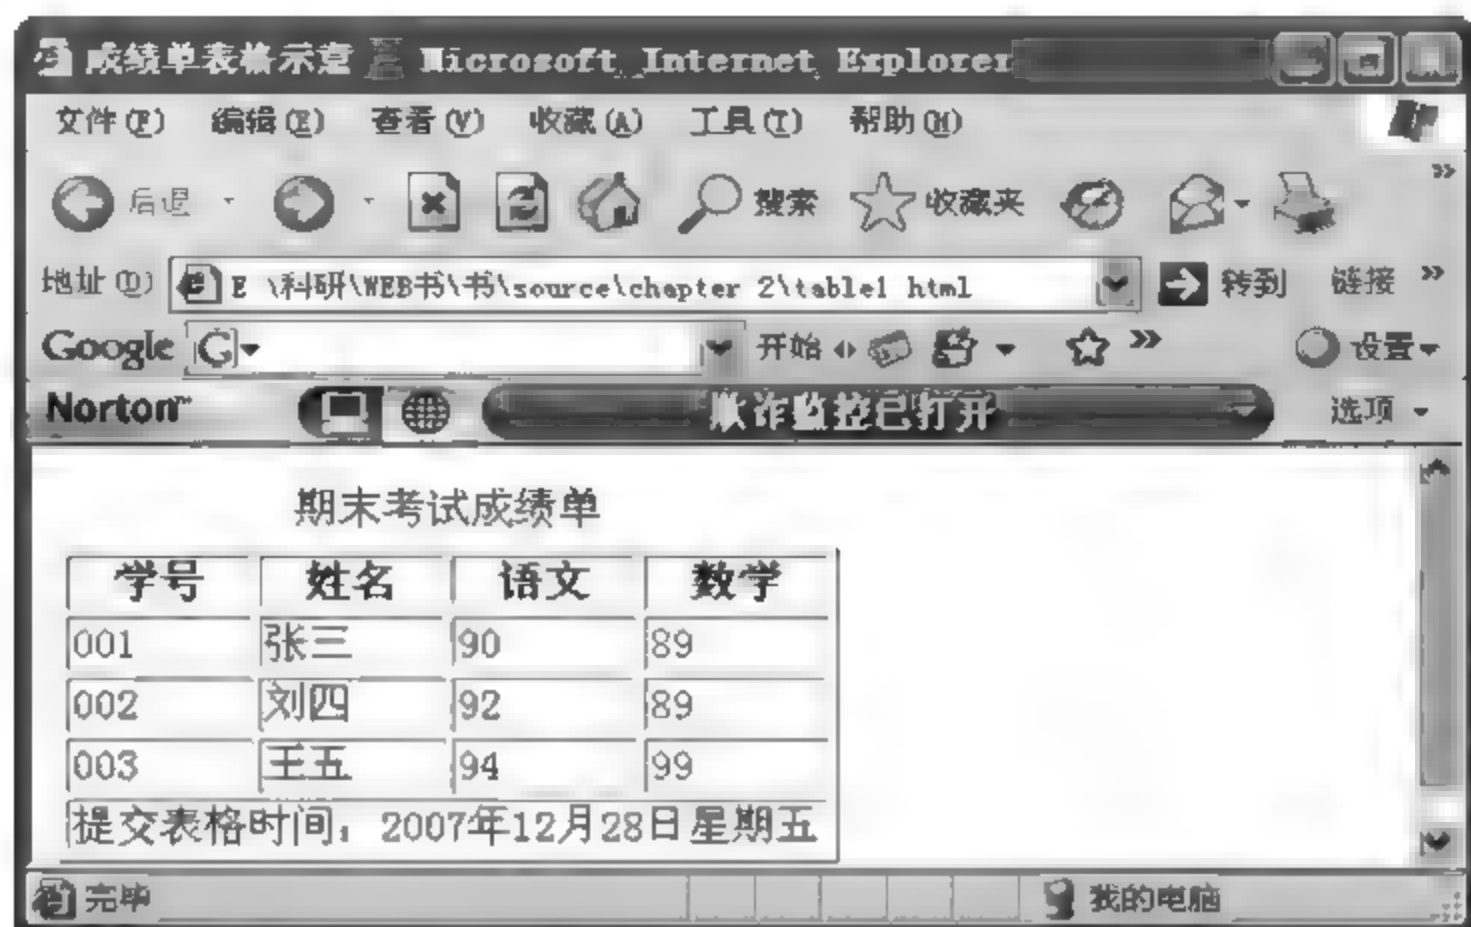 成绩单表格示意 Microsoft Internet Explorer
文件(F) 编辑(E) 查看(V) 收藏(A) 工具(T) 帮助(H)
后退 搜索 收藏夹 »
地址(D) E \科研\WEB书\书\source\chapter 2\table1 html 转到 链接 »
Google G 开始 » 设置
Norton™ 欺诈监控已打开 选项
期末考试成绩单
学号 姓名 语文 数学
001 张三 90 89
002 刘四 92 89
003 王五 94 99
提交表格时间: 2007年12月28日星期五
完毕 我的电脑